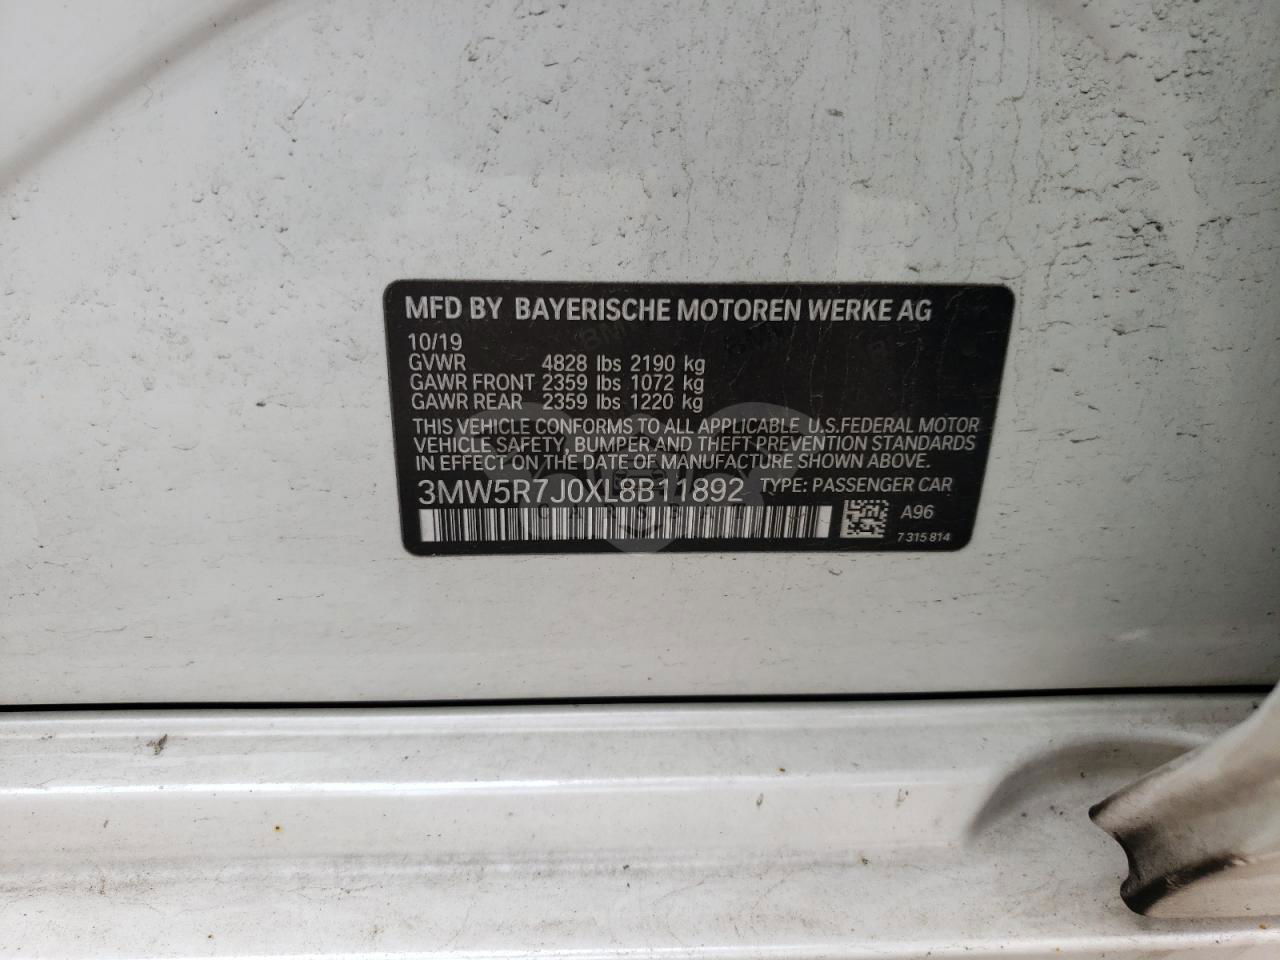 MFD BY BAYERISCHE MOTOREN WERKE AG
10/19
GVWR 4828 lbs 2190 kg
GAWR FRONT 2359 lbs 1072 kg
GAWR REAR 2359 lbs 1220 kg
THIS VEHICLE CONFORMS TO ALL APPLICABLE U.S.FEDERAL MOTOR
VEHICLE SAFETY, BUMPER AND THEFT PREVENTION STANDARDS
IN EFFECT ON THE DATE OF MANUFACTURE SHOWN ABOVE.
3MW5R7J0XL8B11892 TYPE: PASSENGER CAR
A96
7 315 814